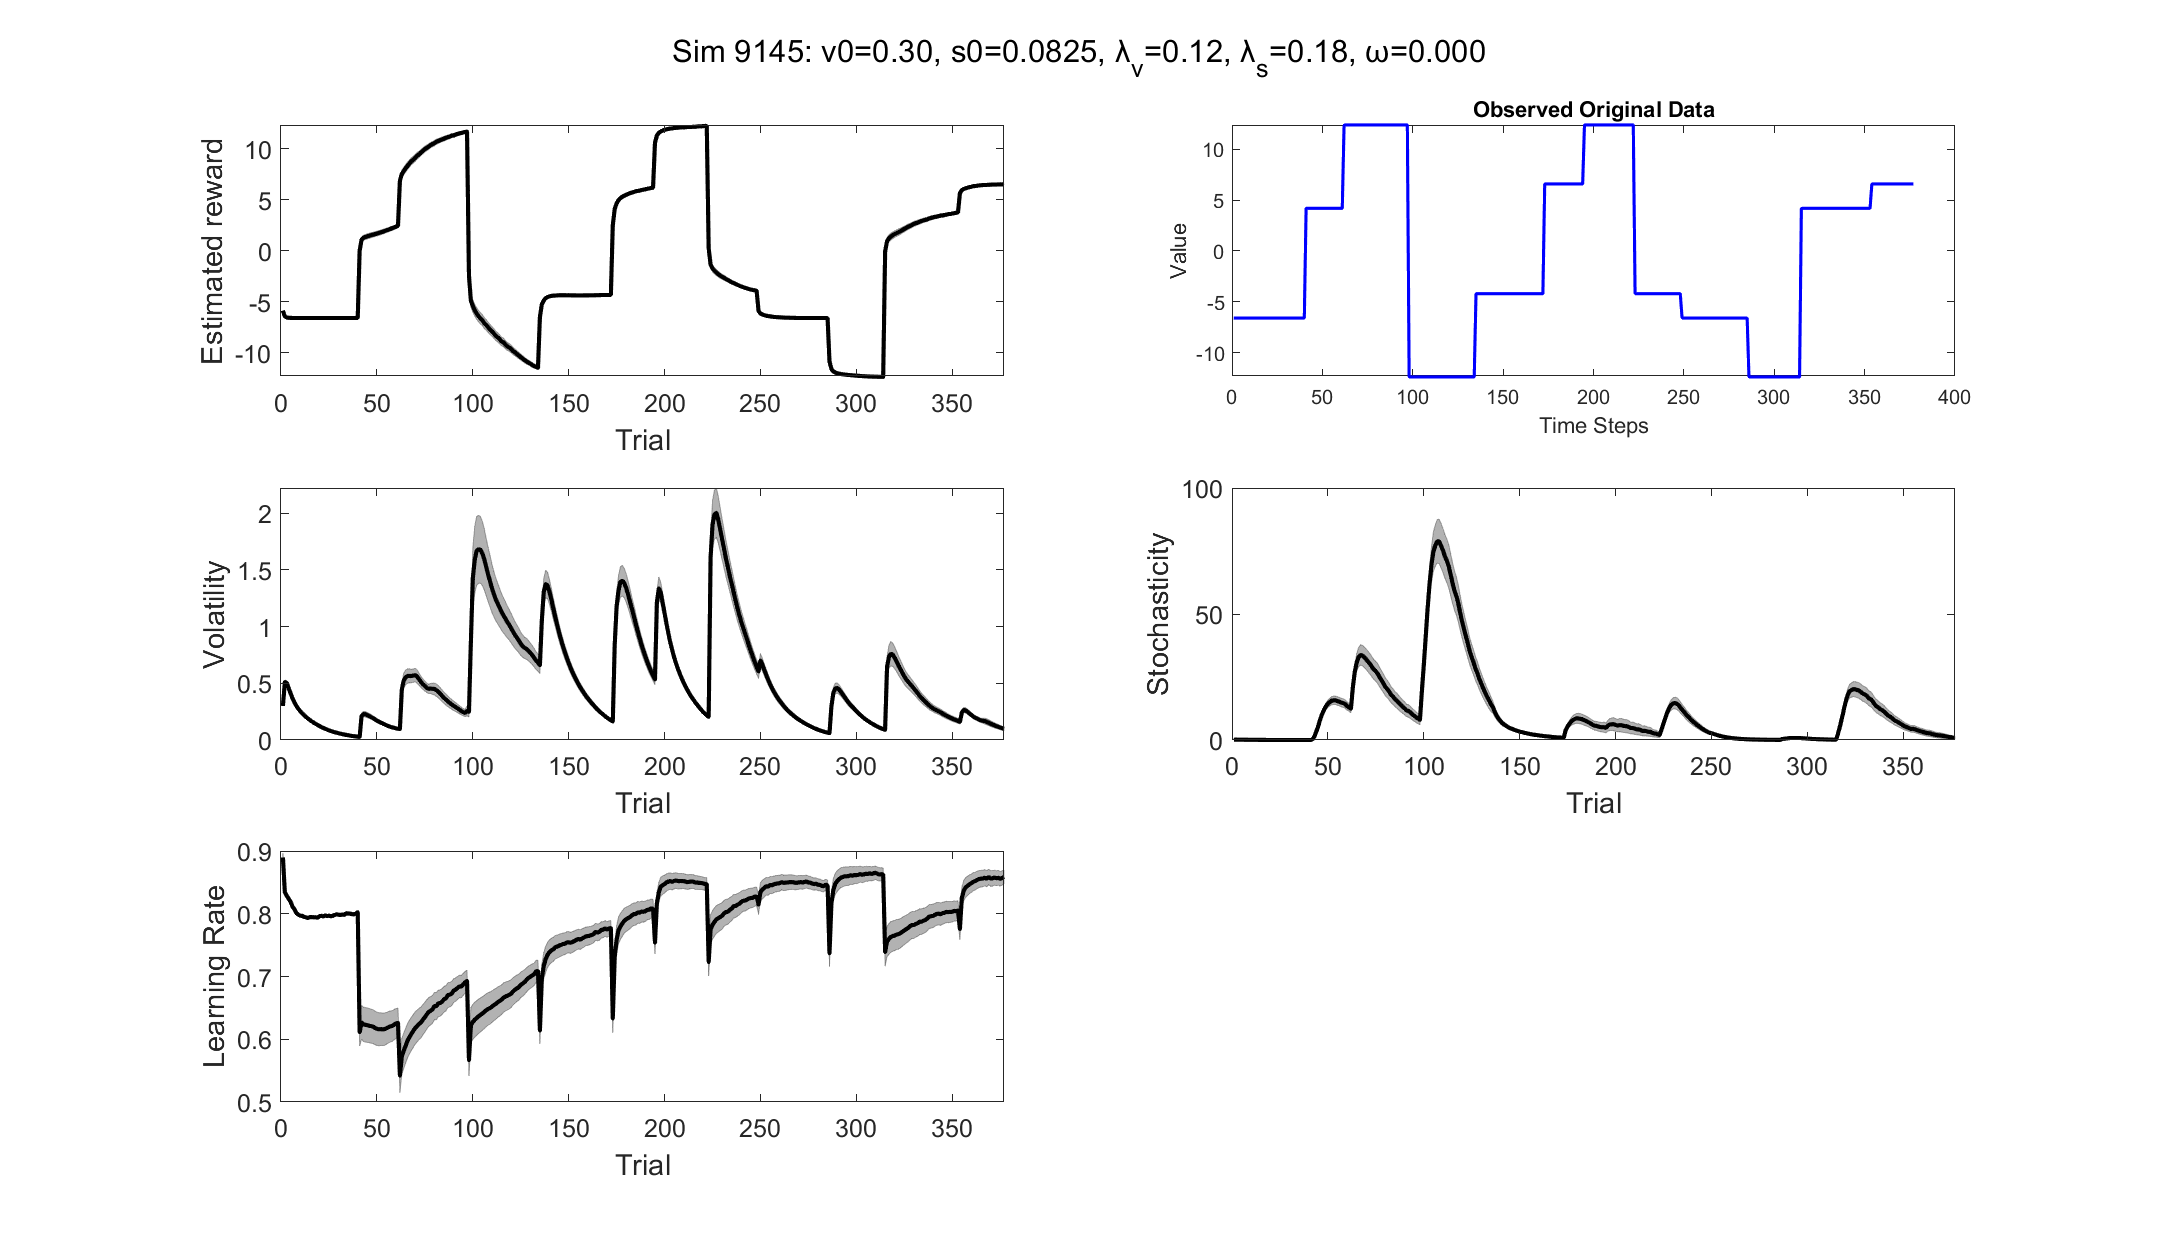 Sim 9145: v0=0.30, s0=0.0825, λ_v=0.12, λ_s=0.18, ω=0.000
Estimated reward
10
5
0
-5
-10
0 50 100 150 200 250 300 350
Trial
Observed Original Data
Value
10
5
0
-5
-10
0 50 100 150 200 250 300 350 400
Time Steps
Volatility
2
1.5
1
0.5
0
0 50 100 150 200 250 300 350
Trial
Stochasticity
100
50
0
0 50 100 150 200 250 300 350
Trial
Learning Rate
0.9
0.8
0.7
0.6
0.5
0 50 100 150 200 250 300 350
Trial